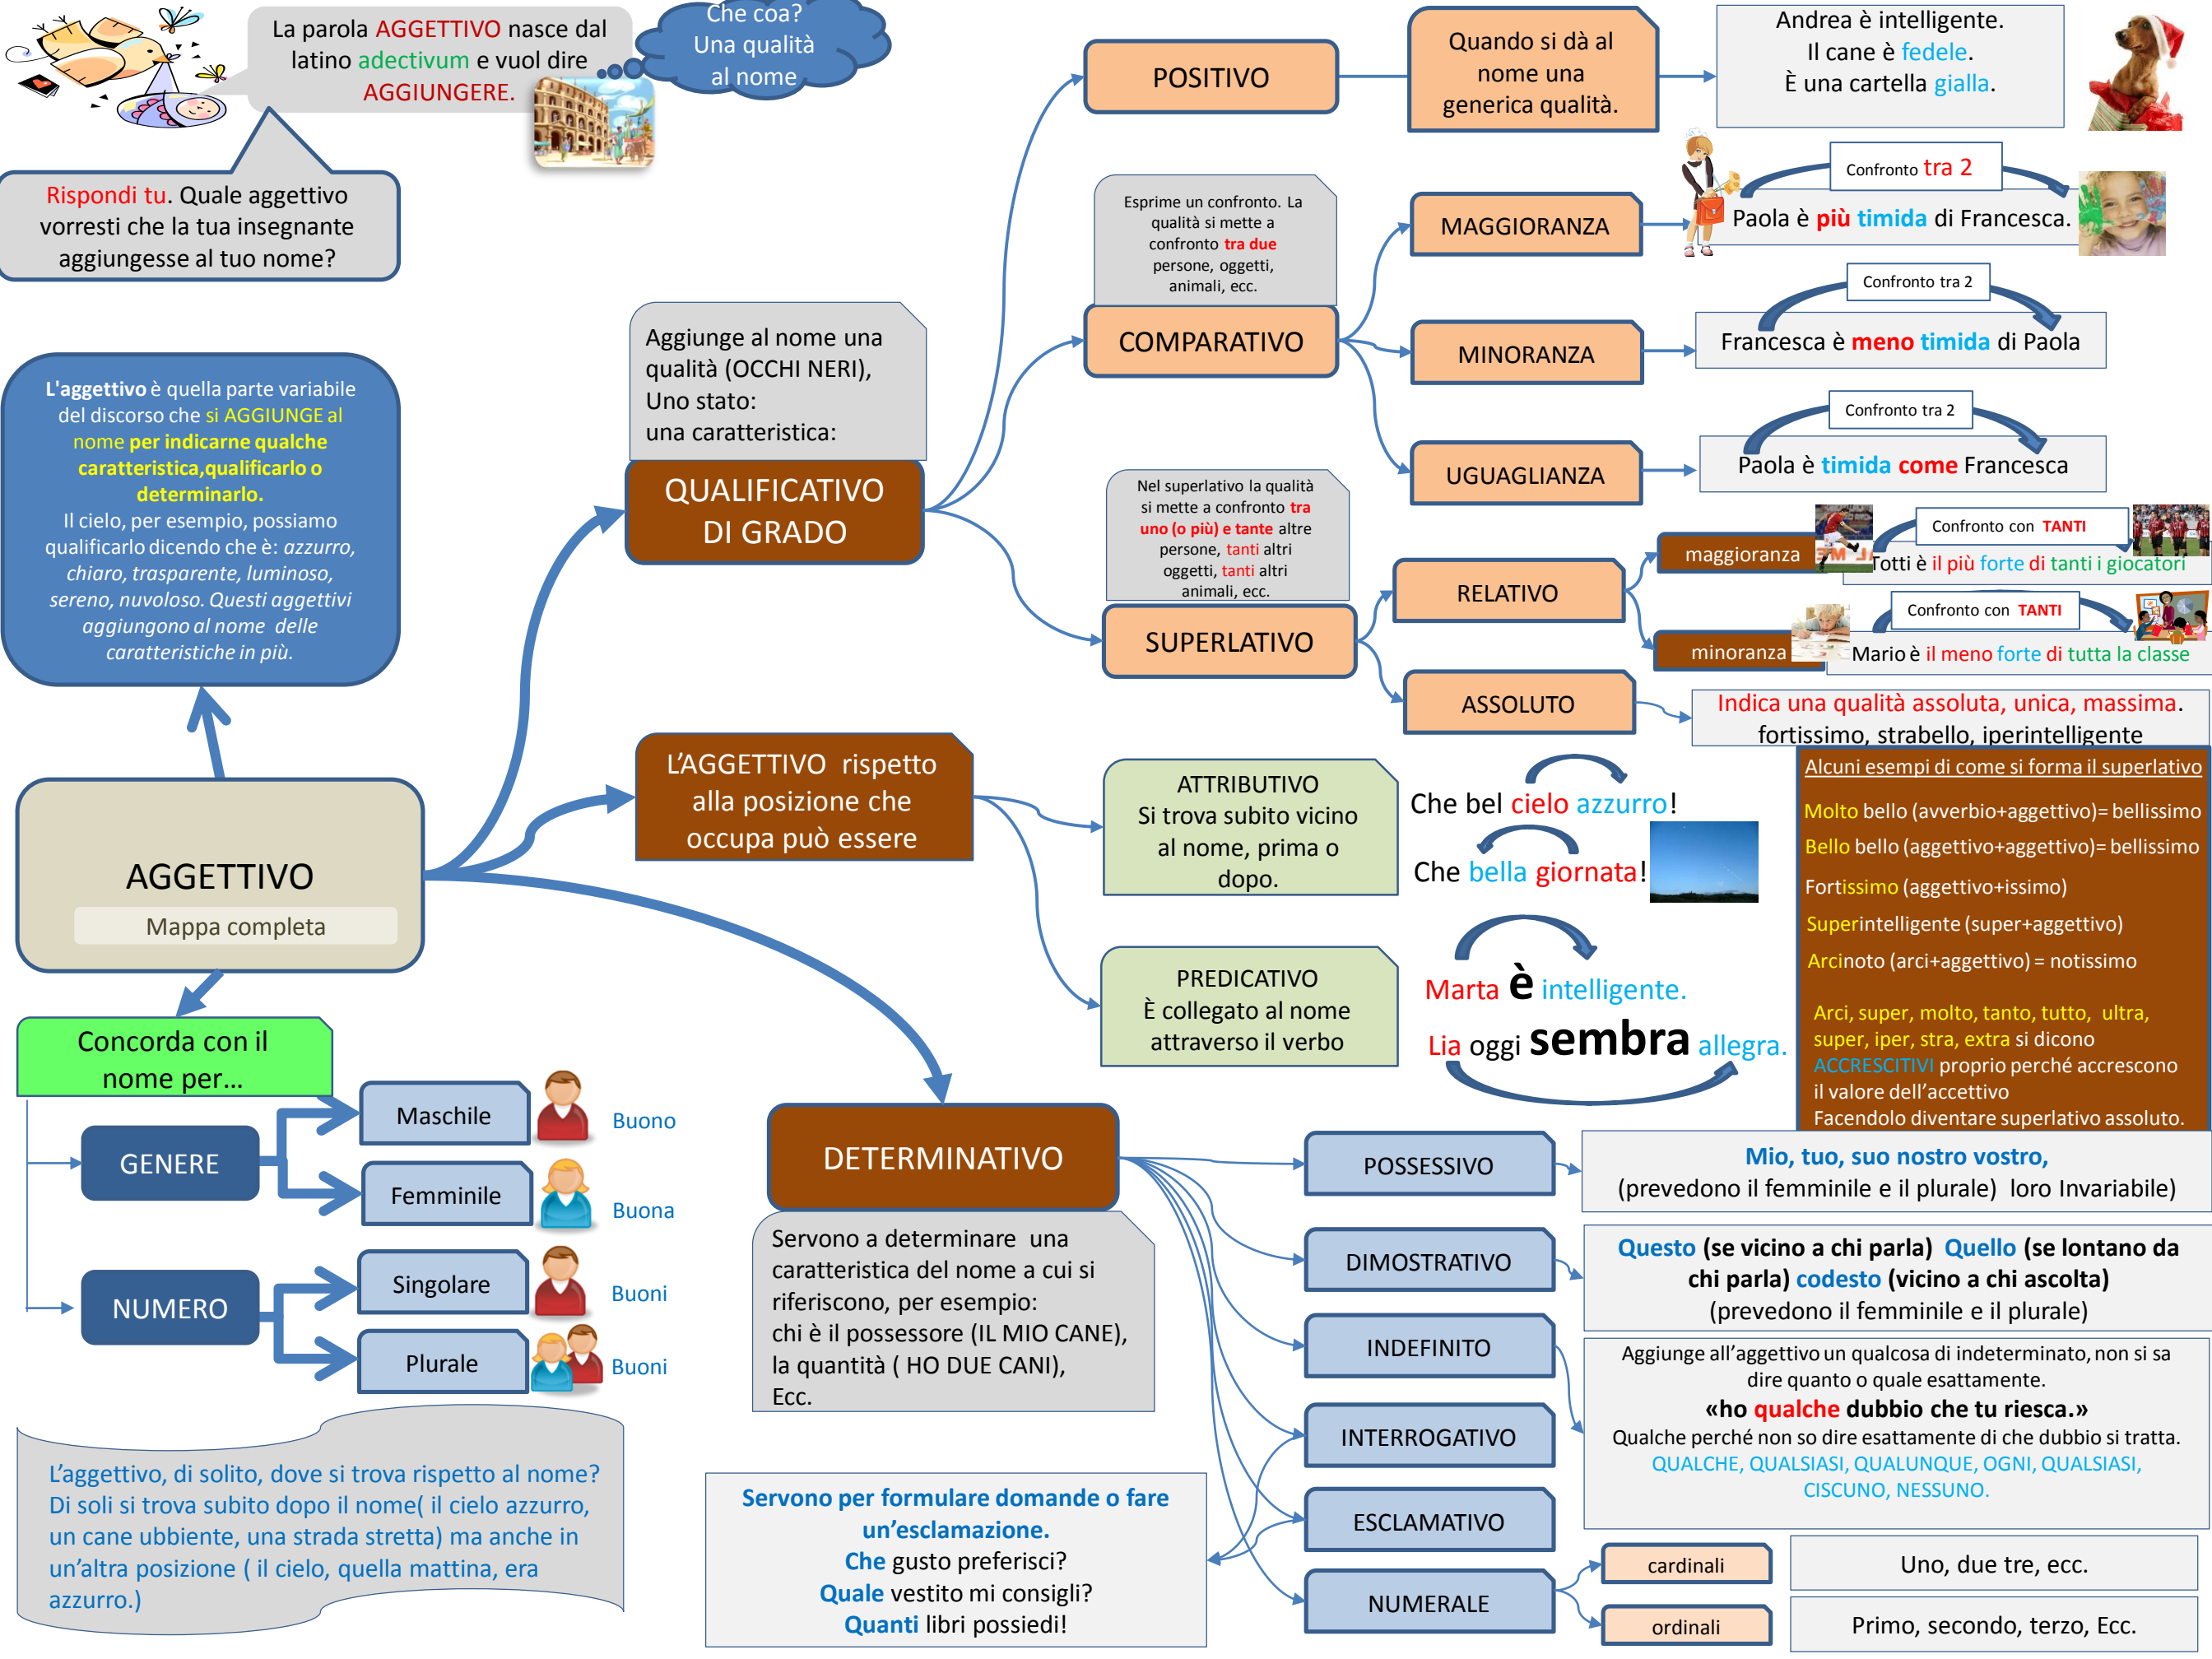 La parola AGGETTIVO nasce dal
latino adectivum e vuol dire
AGGIUNGERE.
Che coa?
Una qualità
al nome
Rispondi tu. Quale aggettivo
vorresti che la tua insegnante
aggiungesse al tuo nome?
L'aggettivo è quella parte variabile
del discorso che si AGGIUNGE al
nome per indicarne qualche
caratteristica,qualificarlo o
determinarlo.
Il cielo, per esempio, possiamo
qualificarlo dicendo che è: azzurro,
chiaro, trasparente, luminoso,
sereno, nuvoloso. Questi aggettivi
aggiungono al nome delle
caratteristiche in più.
AGGETTIVO
Mappa completa
Concorda con il
nome per...
GENERE
Maschile
Buono
Femminile
Buona
NUMERO
Singolare
Buoni
Plurale
Buoni
L'aggettivo, di solito, dove si trova rispetto al nome?
Di soli si trova subito dopo il nome( il cielo azzurro,
un cane ubbiente, una strada stretta) ma anche in
un'altra posizione ( il cielo, quella mattina, era
azzurro.)
Aggiunge al nome una
qualità (OCCHI NERI),
Uno stato:
una caratteristica:
QUALIFICATIVO
DI GRADO
POSITIVO
Quando si dà al
nome una
generica qualità.
Andrea è intelligente.
Il cane è fedele.
È una cartella gialla.
Esprime un confronto. La
qualità si mette a
confronto tra due
persone, oggetti,
animali, ecc.
COMPARATIVO
MAGGIORANZA
Confronto tra 2
Paola è più timida di Francesca.
MINORANZA
Confronto tra 2
Francesca è meno timida di Paola
UGUAGLIANZA
Confronto tra 2
Paola è timida come Francesca
Nel superlativo la qualità
si mette a confronto tra
uno (o più) e tante altre
persone, tanti altri
oggetti, tanti altri
animali, ecc.
SUPERLATIVO
RELATIVO
maggioranza
Confronto con TANTI
Totti è il più forte di tanti i giocatori
minoranza
Confronto con TANTI
Mario è il meno forte di tutta la classe
ASSOLUTO
Indica una qualità assoluta, unica, massima.
fortissimo, strabello, iperintelligente
Alcuni esempi di come si forma il superlativo
Molto bello (avverbio+aggettivo)= bellissimo
Bello bello (aggettivo+aggettivo)= bellissimo
Fortissimo (aggettivo+issimo)
Superintelligente (super+aggettivo)
Arcinoto (arci+aggettivo) = notissimo
Arci, super, molto, tanto, tutto, ultra,
super, iper, stra, extra si dicono
ACCRESCITIVI proprio perché accrescono
il valore dell'accettivo
Facendolo diventare superlativo assoluto.
L'AGGETTIVO rispetto
alla posizione che
occupa può essere
ATTRIBUTIVO
Si trova subito vicino
al nome, prima o
dopo.
Che bel cielo azzurro!
Che bella giornata!
PREDICATIVO
È collegato al nome
attraverso il verbo
Marta è intelligente.
Lia oggi sembra allegra.
DETERMINATIVO
Servono a determinare una
caratteristica del nome a cui si
riferiscono, per esempio:
chi è il possessore (IL MIO CANE),
la quantità ( HO DUE CANI),
Ecc.
POSSESSIVO
Mio, tuo, suo nostro vostro,
(prevedono il femminile e il plurale) loro Invariabile)
DIMOSTRATIVO
Questo (se vicino a chi parla) Quello (se lontano da
chi parla) codesto (vicino a chi ascolta)
(prevedono il femminile e il plurale)
INDEFINITO
Aggiunge all'aggettivo un qualcosa di indeterminato, non si sa
dire quanto o quale esattamente.
«ho qualche dubbio che tu riesca.»
Qualche perché non so dire esattamente di che dubbio si tratta.
QUALCHE, QUALSIASI, QUALUNQUE, OGNI, QUALSIASI,
CISCUNO, NESSUNO.
INTERROGATIVO
ESCLAMATIVO
Servono per formulare domande o fare
un'esclamazione.
Che gusto preferisci?
Quale vestito mi consigli?
Quanti libri possiedi!
NUMERALE
cardinali
Uno, due tre, ecc.
ordinali
Primo, secondo, terzo, Ecc.